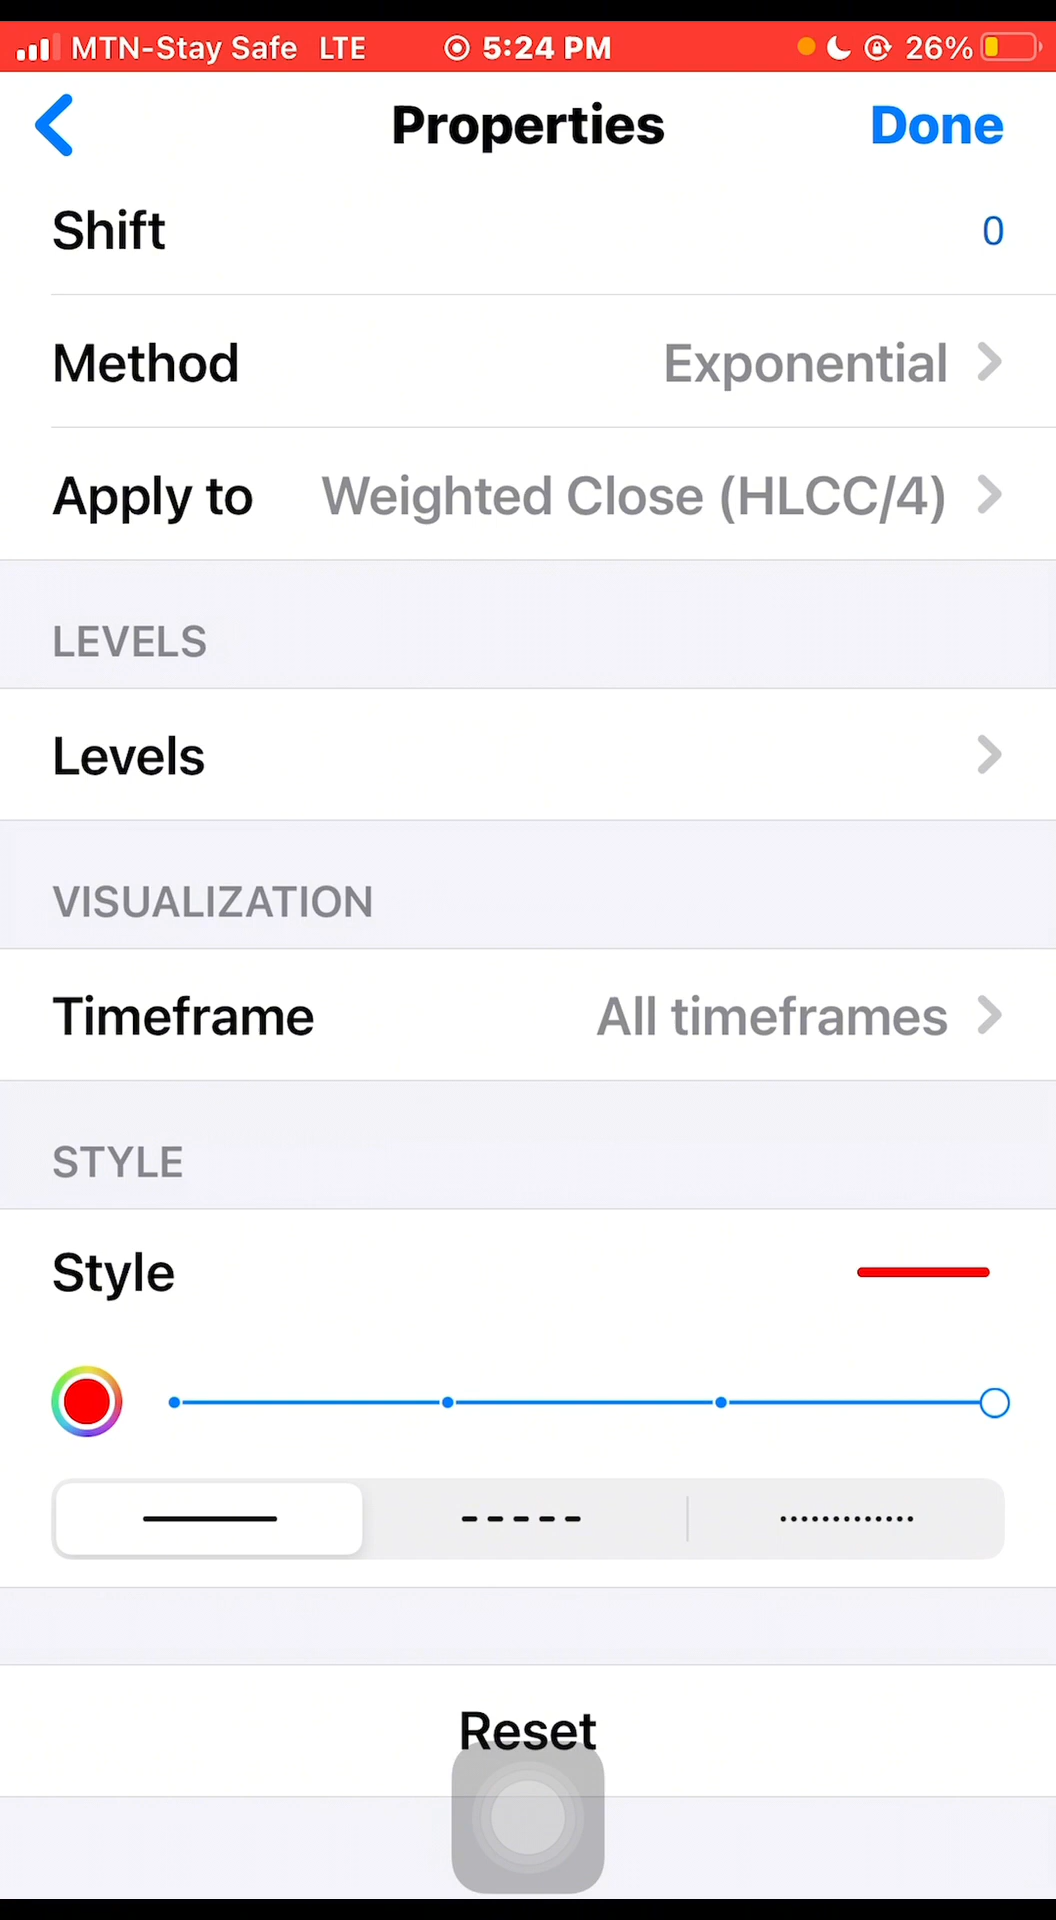 MTN-Stay Safe LTE 5:24 PM 26%
Properties Done
Shift 0
Method Exponential
Apply to Weighted Close (HLCC/4)
LEVELS
Levels
VISUALIZATION
Timeframe All timeframes
STYLE
Style
Reset